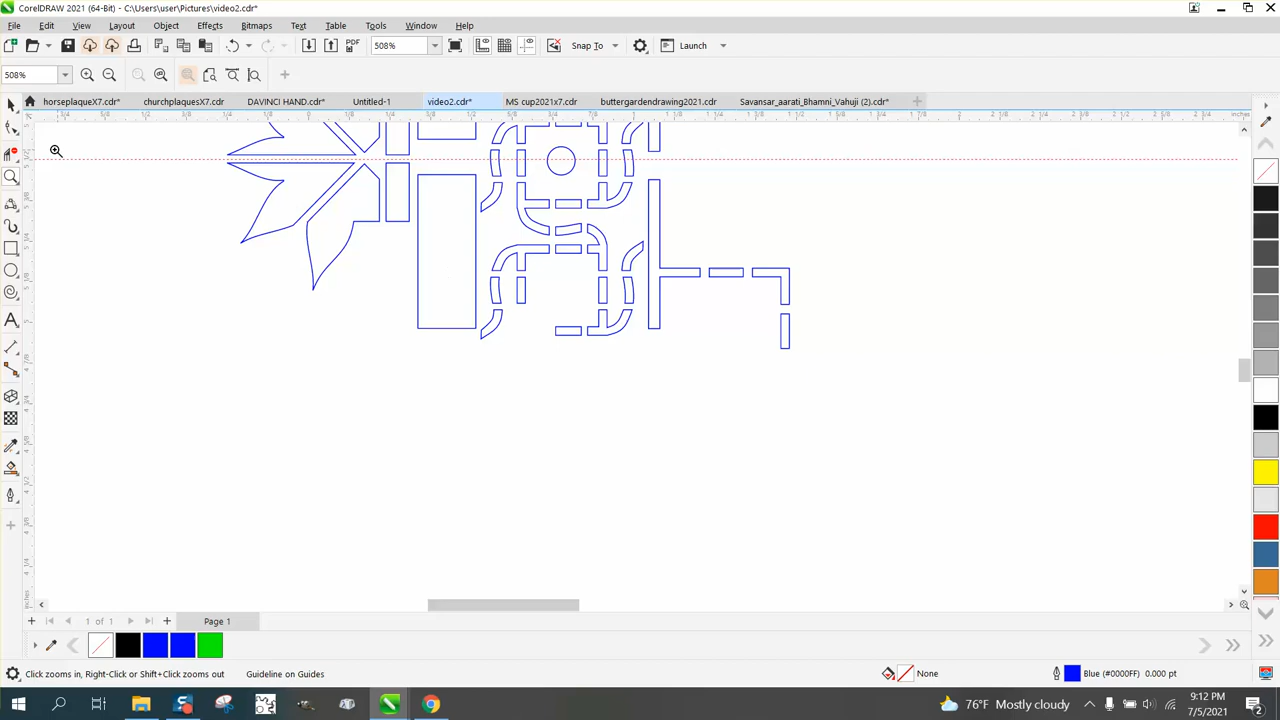 CorelDRAW 2021 (64-Bit) - C:\Users\user\Pictures\video2.cdr*
File Edit View Layout Object Effects Bitmaps Text Table Tools Window Help
PDF 508% Snap To Launch
508%
horseplaqueX7.cdr* churchplaquesX7.cdr DAVINCI HAND.cdr* Untitled-1 video2.cdr* MS cup2021x7.cdr buttergardendrawing2021.cdr Savansar_aarati_Bhamni_Vahuji (2).cdr*
inches
inches
1 of 1 Page 1
Click zooms in, Right-Click or Shift+Click zooms out Guideline on Guides None Blue (#0000FF) 0.000 pt
76°F Mostly cloudy 9:12 PM
7/5/2021 2